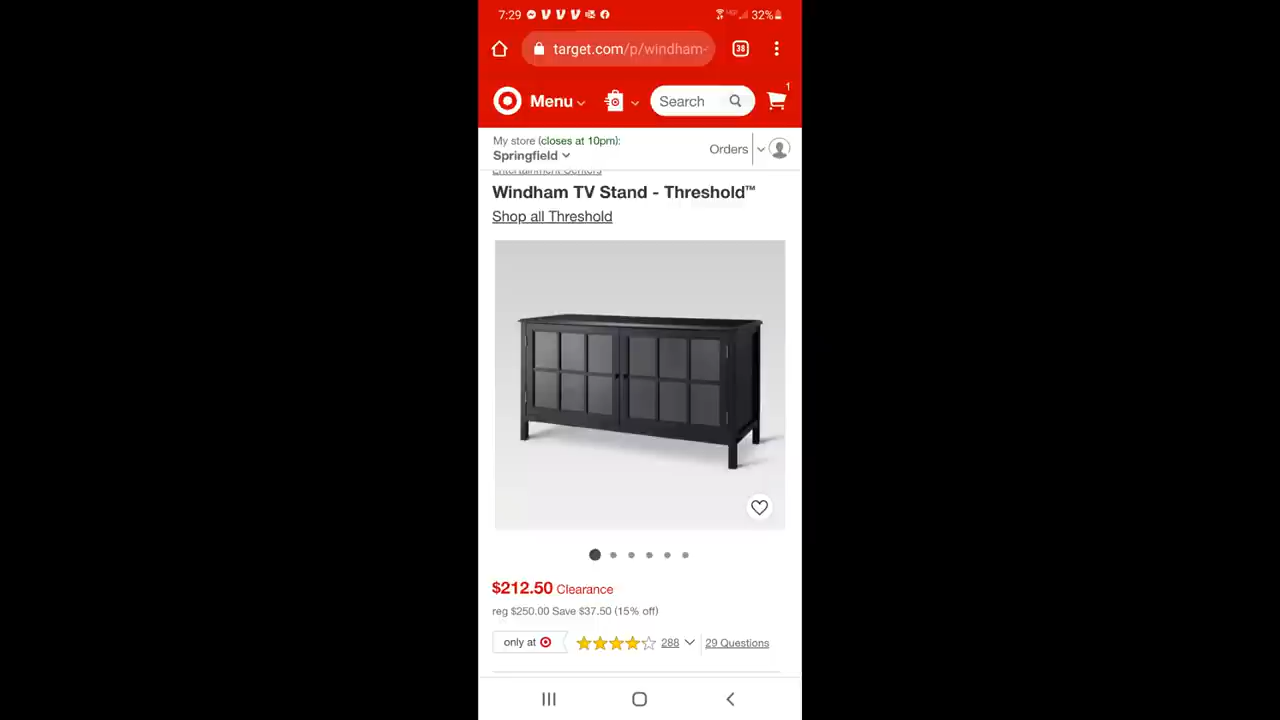 7:29 32%
target.com/p/windham- 38
Menu Search 1
My store (closes at 10pm):
Springfield
Orders
Entertainment Centers
Windham TV Stand - Threshold™
Shop all Threshold
$212.50 Clearance
reg $250.00 Save $37.50 (15% off)
only at 288 29 Questions